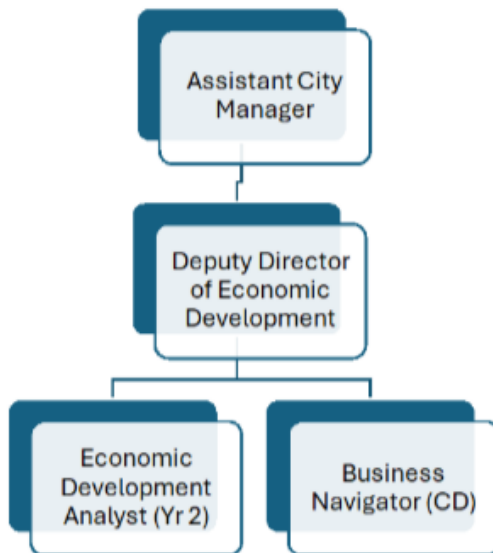 Assistant City
Manager
Deputy Director
of Economic
Development
Economic
Development
Analyst (Yr 2)
Business
Navigator (CD)